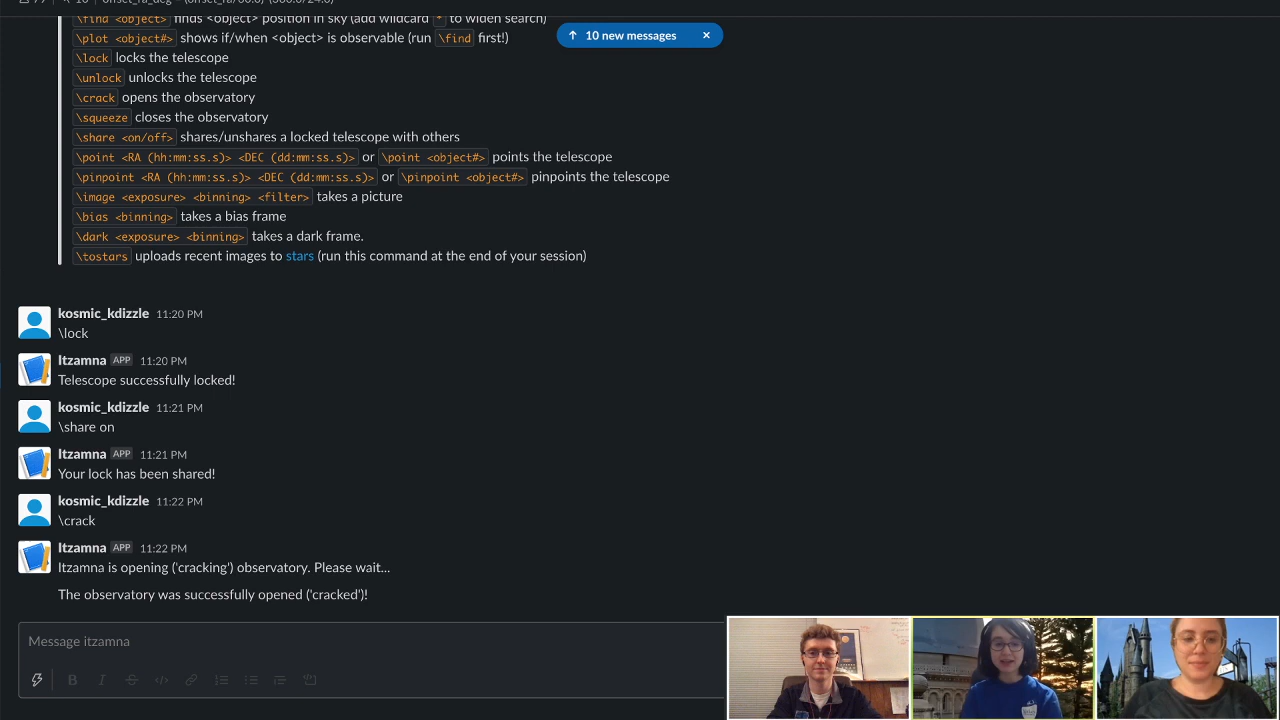 \find <object> finds <object> position in sky (add wildcard * to widen search)
\plot <object#> shows if/when <object> is observable (run \find first!)
↑ 10 new messages ×
\lock locks the telescope
\unlock unlocks the telescope
\crack opens the observatory
\squeeze closes the observatory
\share <on/off> shares/unshares a locked telescope with others
\point <RA (hh:mm:ss.s)> <DEC (dd:mm:ss.s)> or \point <object#> points the telescope
\pinpoint <RA (hh:mm:ss.s)> <DEC (dd:mm:ss.s)> or \pinpoint <object#> pinpoints the telescope
\image <exposure> <binning> <filter> takes a picture
\bias <binning> takes a bias frame
\dark <exposure> <binning> takes a dark frame.
\tostars uploads recent images to stars (run this command at the end of your session)
kosmic_kdizzle 11:20 PM
\lock
Itzamna APP 11:20 PM
Telescope successfully locked!
kosmic_kdizzle 11:21 PM
\share on
Itzamna APP 11:21 PM
Your lock has been shared!
kosmic_kdizzle 11:22 PM
\crack
Itzamna APP 11:22 PM
Itzamna is opening ('cracking') observatory. Please wait...
The observatory was successfully opened ('cracked')!
Message itzamna